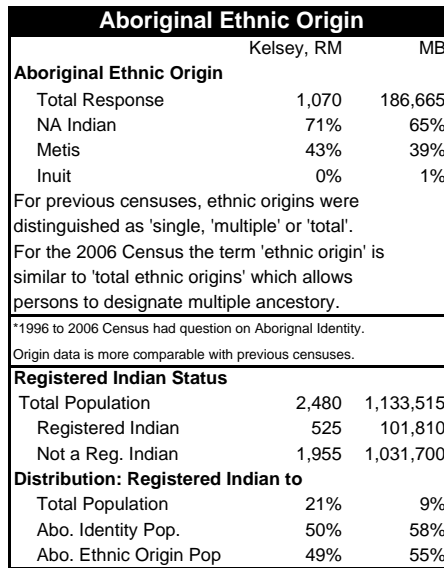 Aboriginal Ethnic Origin
Kelsey, RM MB
Aboriginal Ethnic Origin
Total Response 1,070 186,665
NA Indian 71% 65%
Metis 43% 39%
Inuit 0% 1%
For previous censuses, ethnic origins were
distinguished as 'single, 'multiple' or 'total'.
For the 2006 Census the term 'ethnic origin' is
similar to 'total ethnic origins' which allows
persons to designate multiple ancestory.
*1996 to 2006 Census had question on Aborignal Identity.
Origin data is more comparable with previous censuses.
Registered Indian Status
Total Population 2,480 1,133,515
Registered Indian 525 101,810
Not a Reg. Indian 1,955 1,031,700
Distribution: Registered Indian to
Total Population 21% 9%
Abo. Identity Pop. 50% 58%
Abo. Ethnic Origin Pop 49% 55%